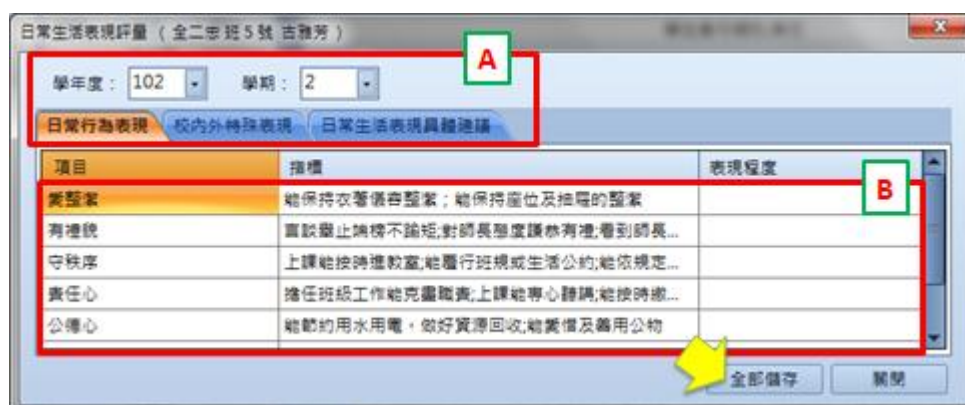 日常生活表現評量 ( 全二忠 班 5 號 古雅芳 )
A
學年度： 102 學期： 2
日常行為表現 校內外特殊表現 日常生活表現具體建議
項目 指標 表現程度
B
愛整潔 能保持衣著儀容整潔；能保持座位及抽屜的整潔
有禮貌 言談舉止端榜不踰矩;對師長態度謙恭有禮;看到師長...
守秩序 上課能按時進教室;能履行班規或生活公約;能依規定...
責任心 擔任班級工作能克盡職責;上課能專心聽講;能按時繳...
公德心 能節約用水用電，做好資源回收;能愛惜及善用公物
全部儲存 關閉